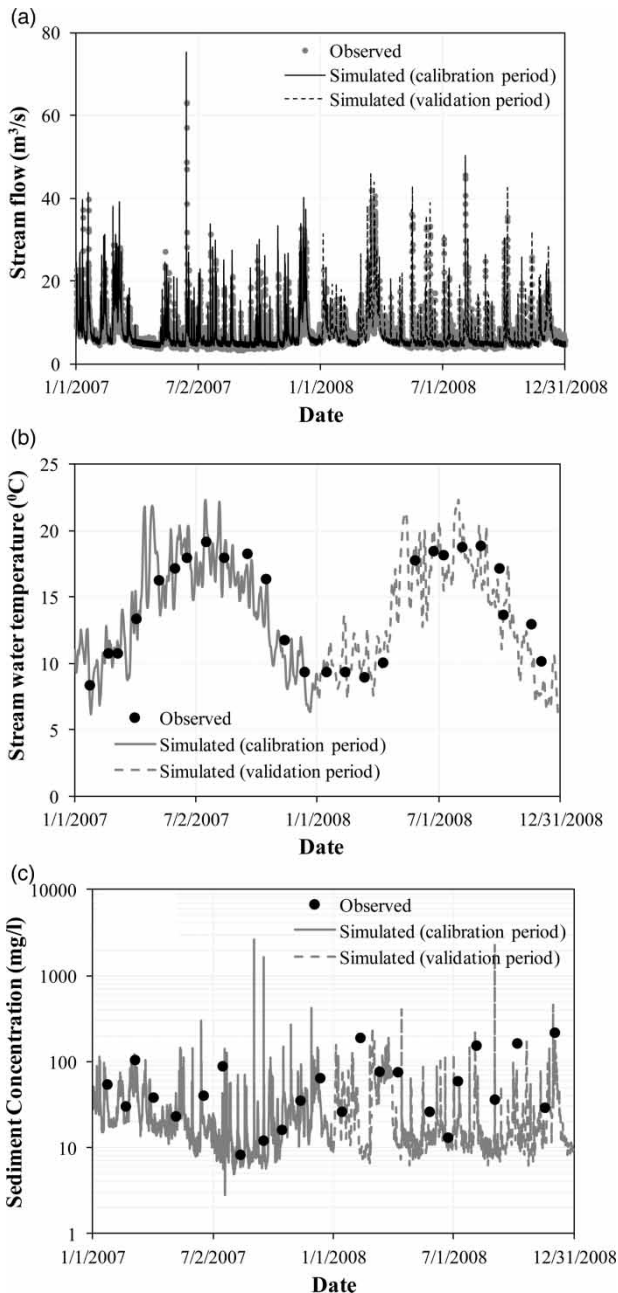 (a)
80
60
40
20
0
Stream flow (m³/s)
Observed
Simulated (calibration period)
Simulated (validation period)
1/1/2007
7/2/2007
1/1/2008
7/1/2008
12/31/2008
Date
(b)
25
20
15
10
5
0
Stream water temperature (⁰C)
Observed
Simulated (calibration period)
Simulated (validation period)
1/1/2007
7/2/2007
1/1/2008
7/1/2008
12/31/2008
Date
(c)
10000
1000
100
10
1
Sediment Concentration (mg/l)
Observed
Simulated (calibration period)
Simulated (validation period)
1/1/2007
7/2/2007
1/1/2008
7/1/2008
12/31/2008
Date